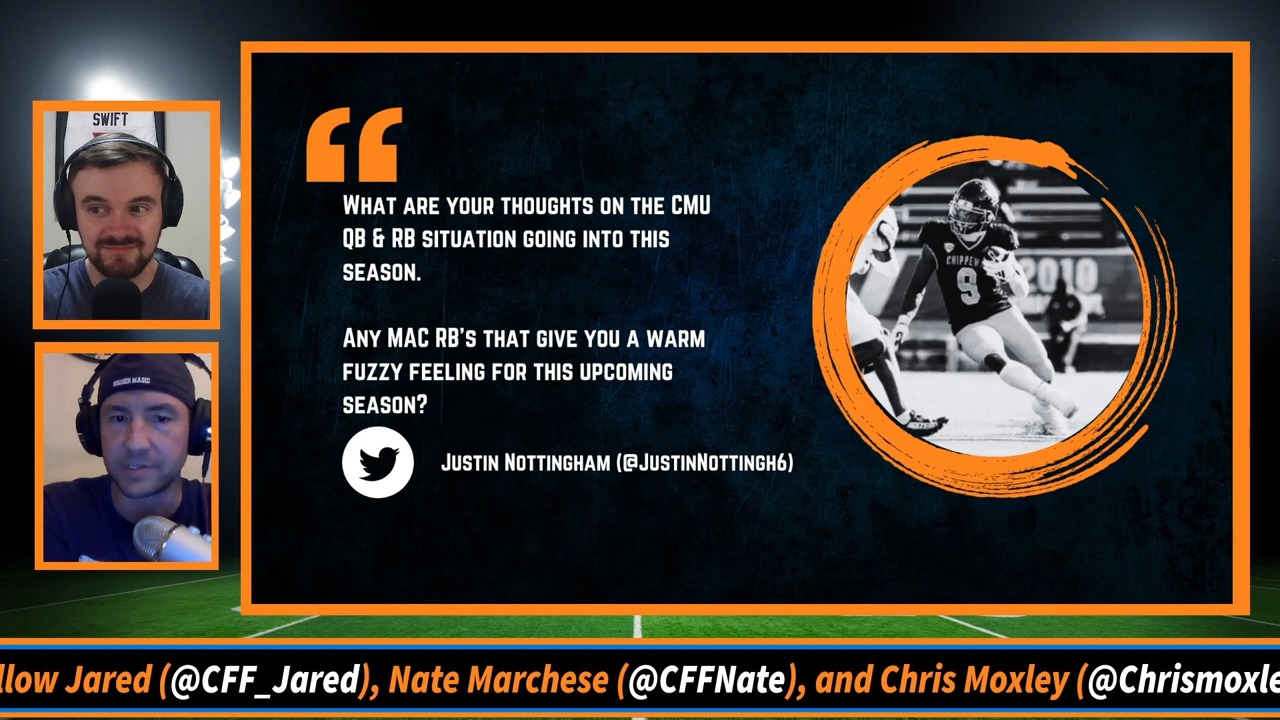 SWIFT
“
WHAT ARE YOUR THOUGHTS ON THE CMU
QB & RB SITUATION GOING INTO THIS
SEASON.
ANY MAC RB'S THAT GIVE YOU A WARM
FUZZY FEELING FOR THIS UPCOMING
SEASON?
JUSTIN NOTTINGHAM (@JUSTINNOTTINGH6)
9
2010
llow Jared (@CFF_Jared), Nate Marchese (@CFFNate), and Chris Moxley (@Chrismoxle